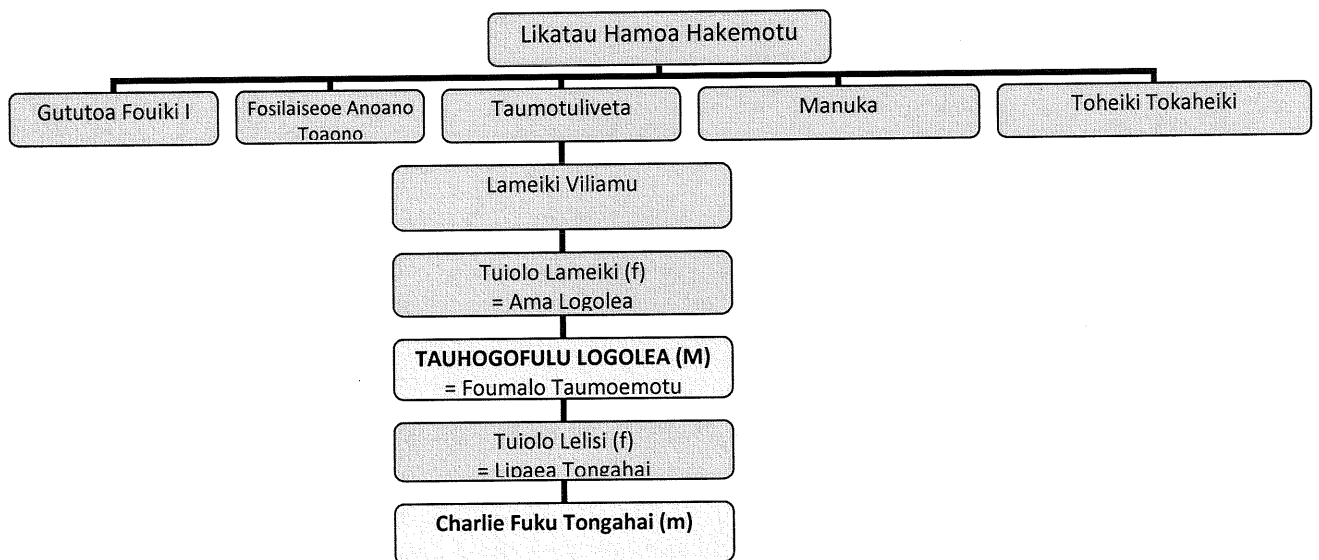 Likatau Hamoa Hakemotu
Gututoa Fouiki I
Fosilaiseoe Anoano
Toaono
Taumotuliveta
Manuka
Toheiki Tokaheiki
Lameiki Viliamu
Tuiolo Lameiki (f)
= Ama Logolea
TAUHOGOFULU LOGOLEA (M)
= Foumalo Taumoemotu
Tuiolo Lelisi (f)
= Lipaea Tongahai
Charlie Fuku Tongahai (m)